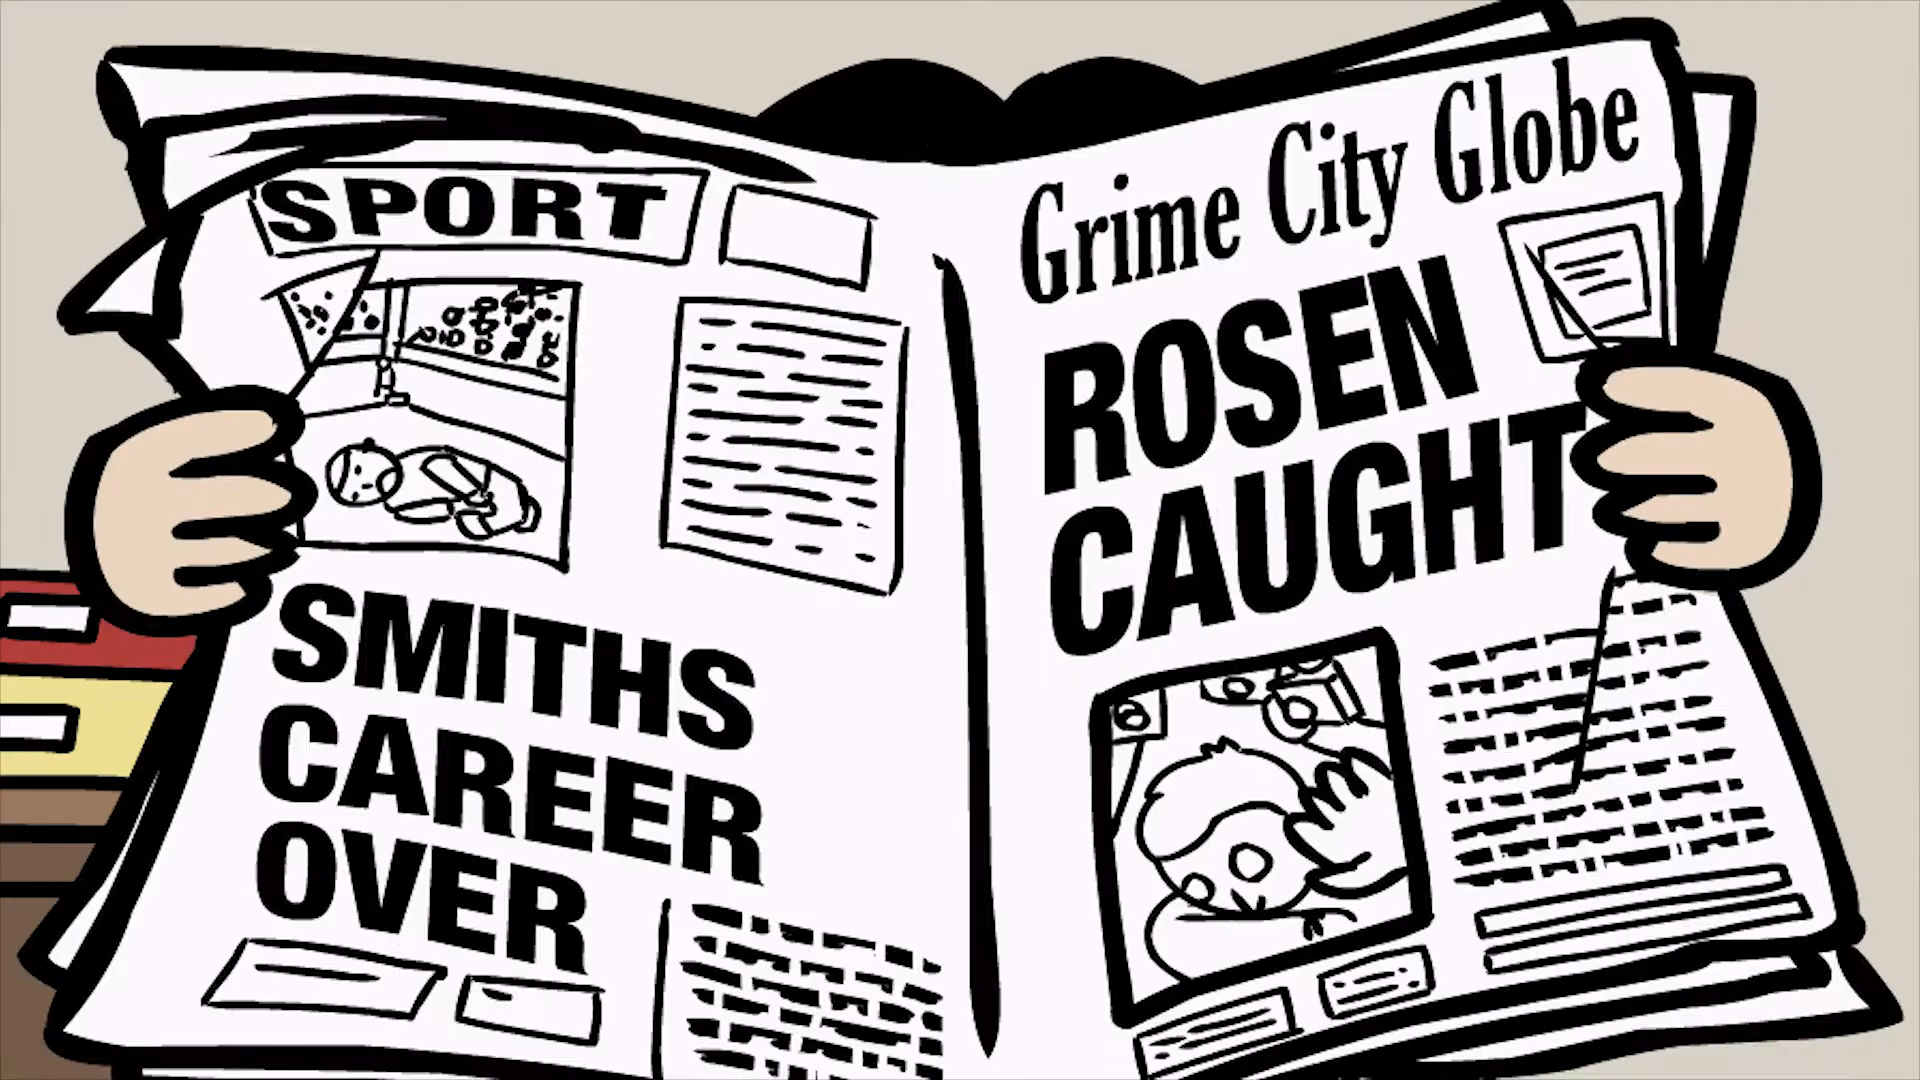 SPORT
SMITHS
CAREER
OVER
Grime City Globe
ROSEN
CAUGHT